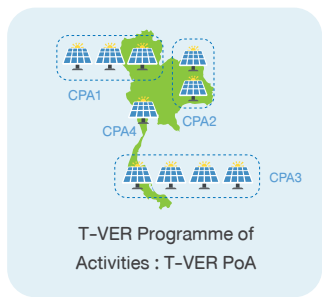 CPA1
CPA2
CPA4
CPA3
T-VER Programme of
Activities : T-VER PoA